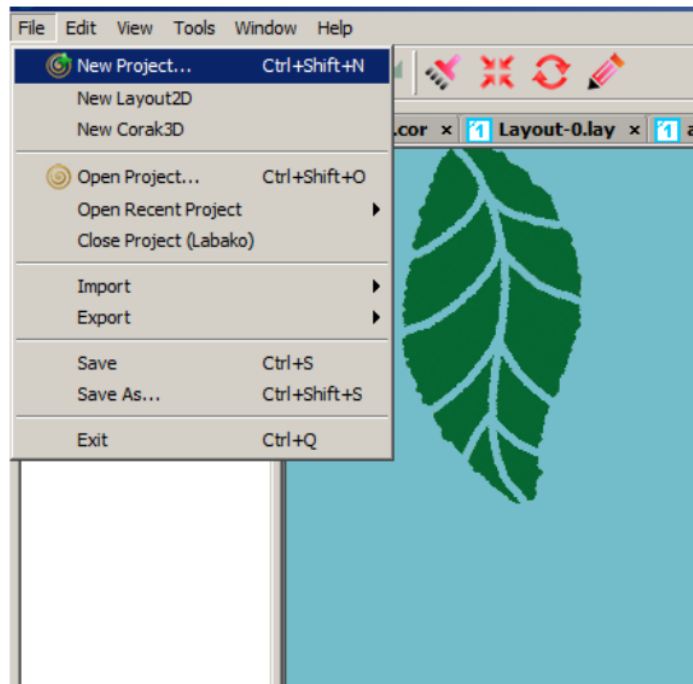 File Edit View Tools Window Help
New Project... Ctrl+Shift+N
New Layout2D
New Corak3D
Open Project... Ctrl+Shift+O
Open Recent Project
Close Project (Labako)
Import
Export
Save Ctrl+S
Save As... Ctrl+Shift+S
Exit Ctrl+Q
.cor × 1 Layout-0.lay × 1 a